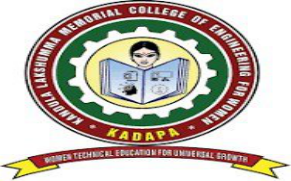 KANDULA LAKSHUMMA MEMORIAL COLLEGE OF ENGINEERING FOR WOMEN
KADAPA
WOMEN TECHNICAL EDUCATION FOR UNIVERSAL GROWTH